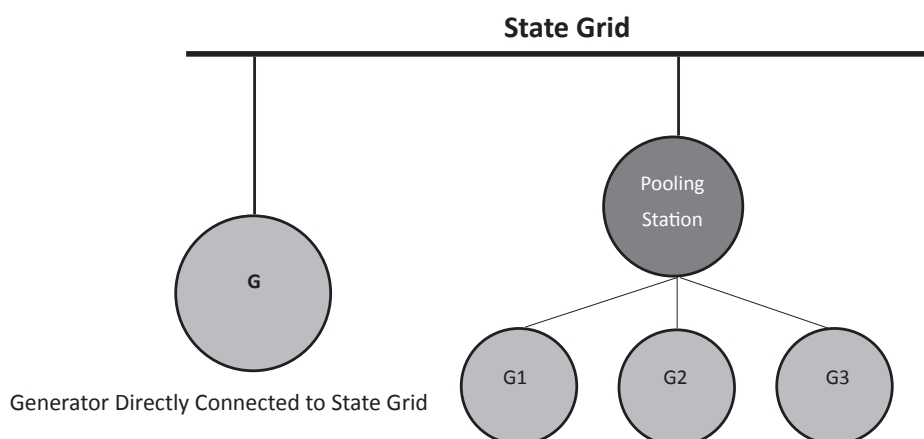 State Grid
Pooling
Station
G
G1
G2
G3
Generator Directly Connected to State Grid